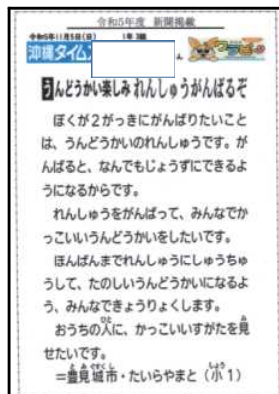 令和5年度 新聞掲載
令和5年11月5日(日) 1年3組
沖縄タイムス
さん
ワラビー
うんどうかい楽しみ れんしゅうがんばるぞ
ぼくが2がっきにがんばりたいこと
は、うんどうかいのれんしゅうです。が
んばると、なんでもじょうずにできるよ
うになるからです。
れんしゅうをがんばって、みんなでか
っこいいうんどうかいをしたいです。
ほんばんまでれんしゅうにしゅうちゅ
うして、たのしいうんどうかいになるよ
う、みんなできょうりょくします。
おうちの人に、かっこいいすがたを見
せたいです。
=豊見城市・たいらやまと(小1)